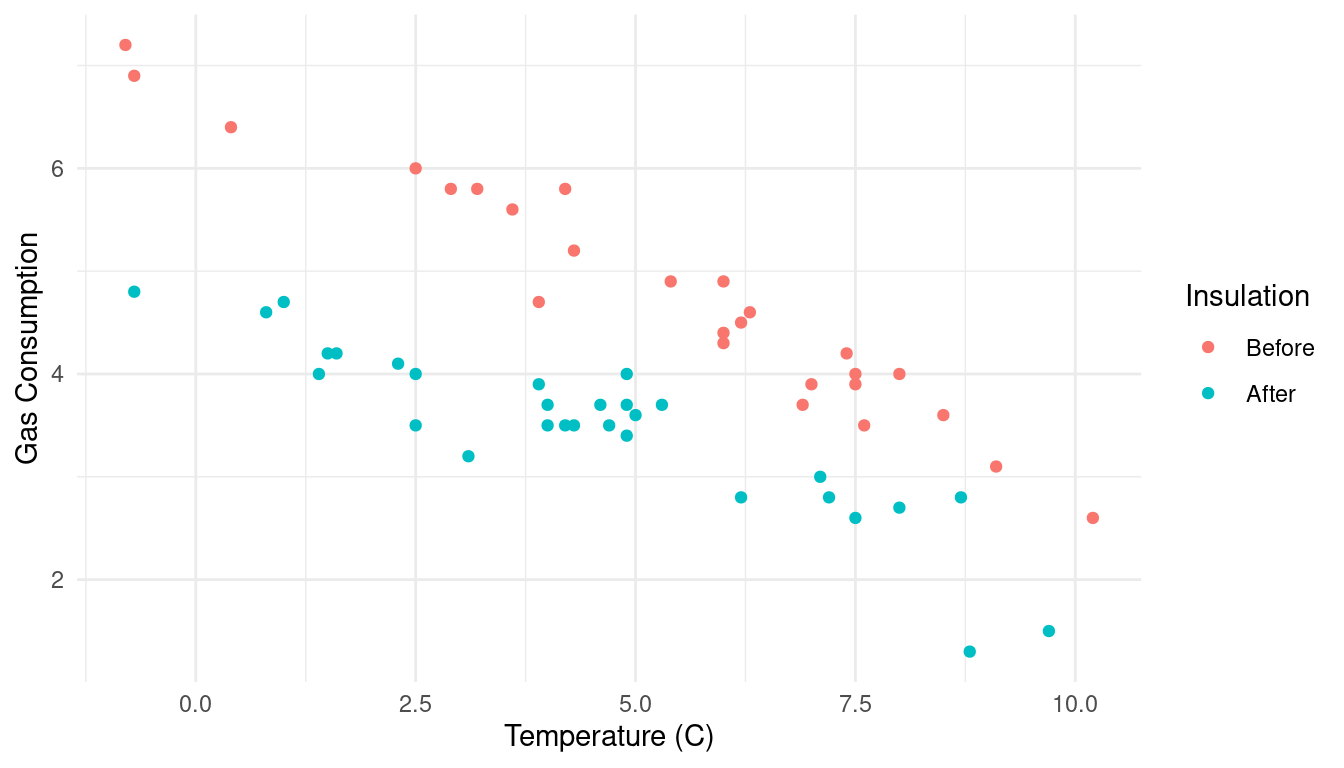 6
4
2
Gas Consumption
0.0 2.5 5.0 7.5 10.0
Temperature (C)
Insulation
Before
After